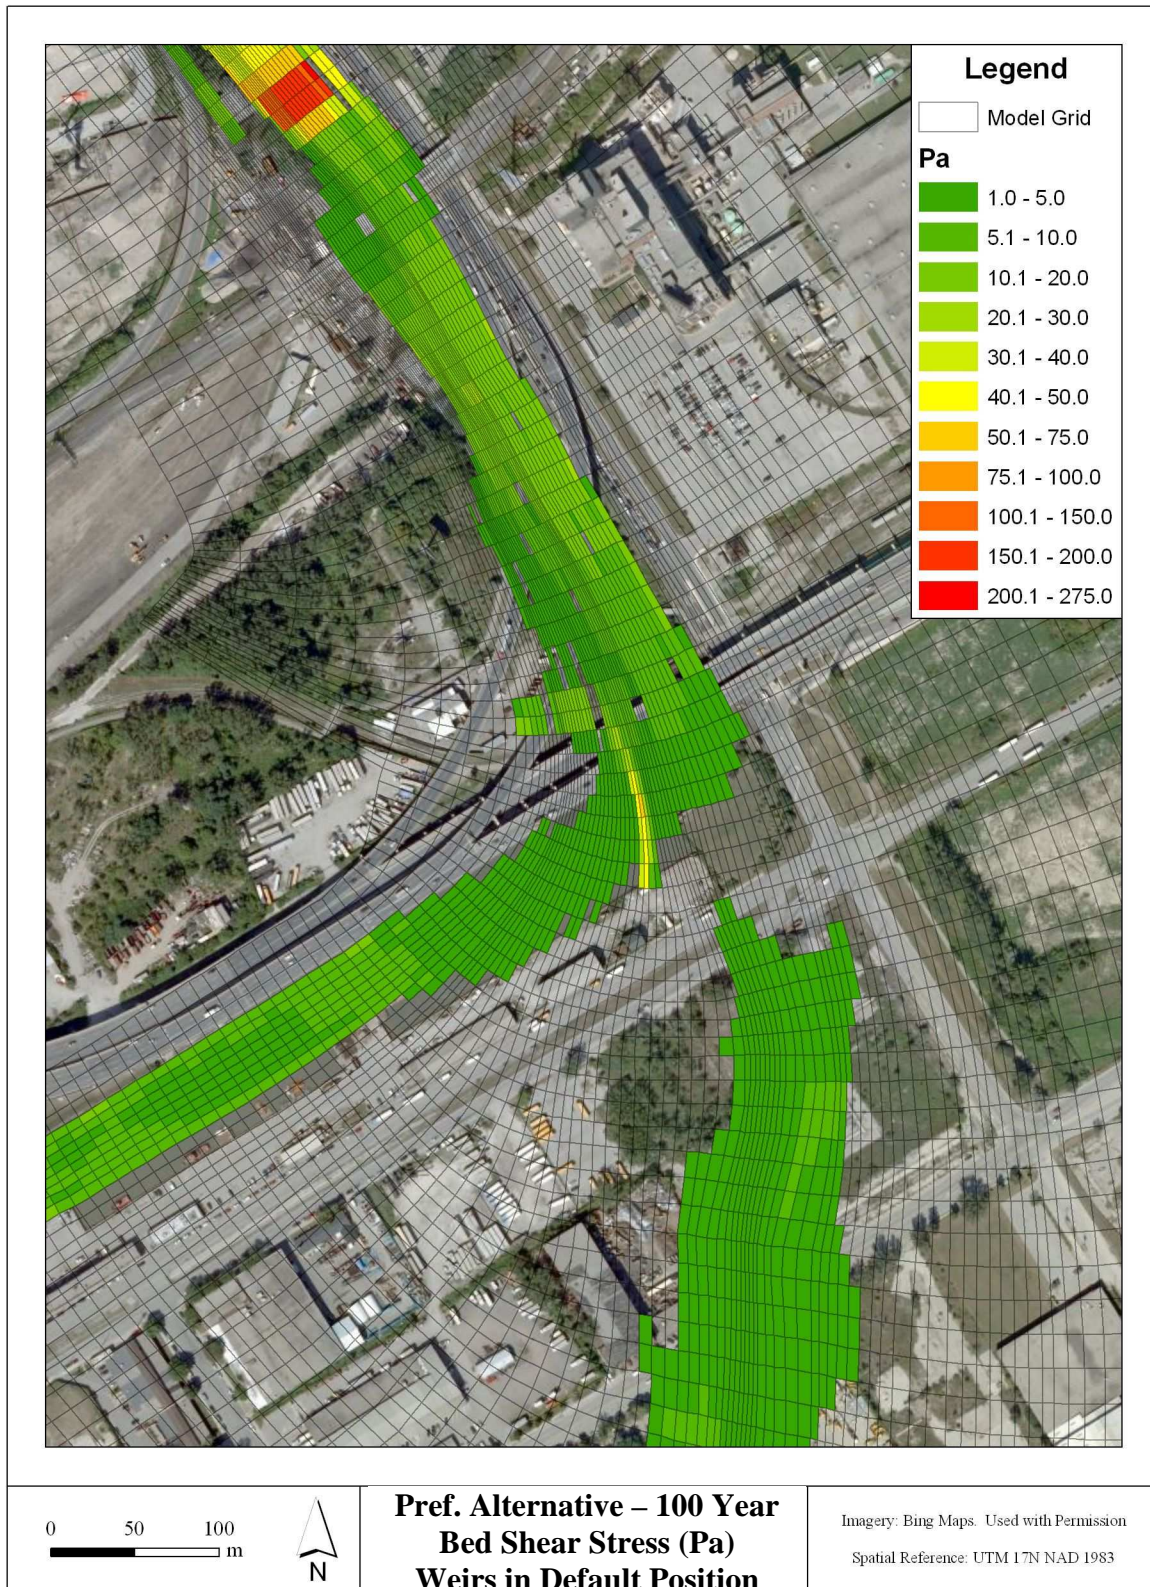 Legend
Model Grid
Pa
1.0 - 5.0
5.1 - 10.0
10.1 - 20.0
20.1 - 30.0
30.1 - 40.0
40.1 - 50.0
50.1 - 75.0
75.1 - 100.0
100.1 - 150.0
150.1 - 200.0
200.1 - 275.0
0 50 100
m
N
Pref. Alternative – 100 Year
Bed Shear Stress (Pa)
Weirs in Default Position
Imagery: Bing Maps. Used with Permission
Spatial Reference: UTM 17N NAD 1983